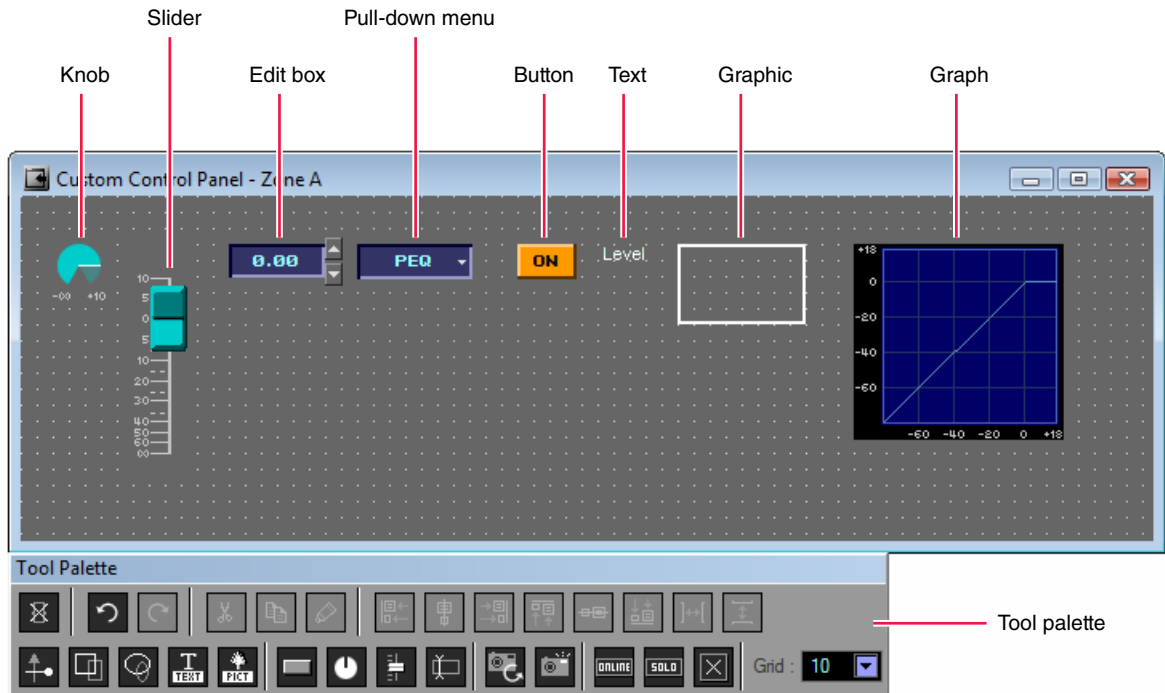 Slider
Pull-down menu
Knob
Edit box
Button
Text
Graphic
Graph
Custom Control Panel - Zone A
0.00
PEQ
ON
Level
-∞ +10
10
5
0
5
10
20
30
40
50
60
∞
+18
0
-20
-40
-60
-60 -40 -20 0 +18
Tool Palette
Tool palette
TEXT
PICT
ONLINE
SOLO
Grid :
10